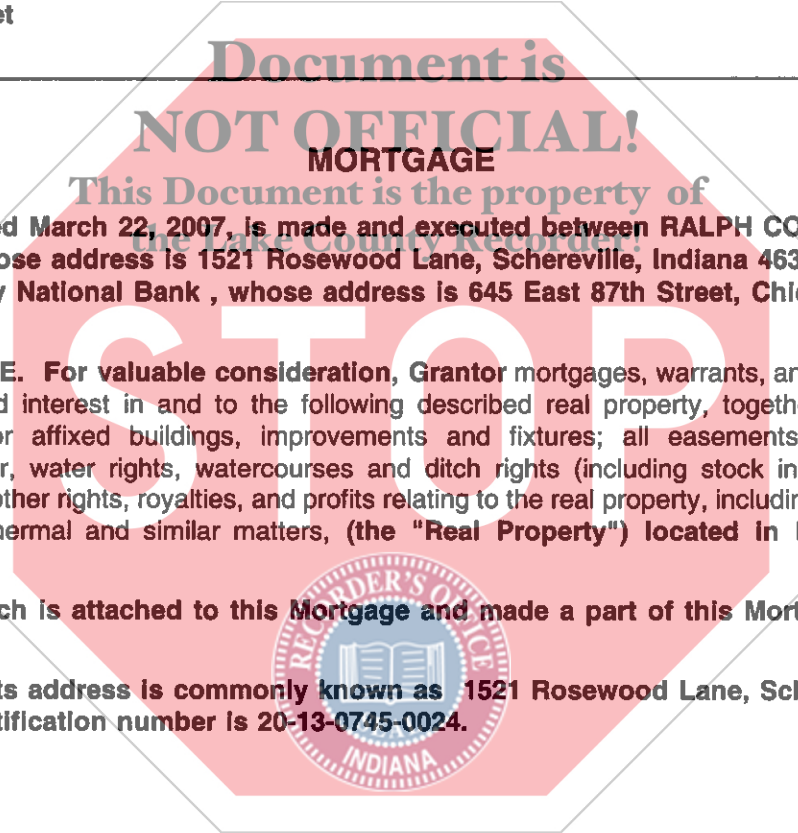 et
Document is
NOT OFFICIAL!
MORTGAGE
This Document is the property of
ed March 22, 2007, is made and executed between RALPH CO
the Lake County Recorder!
ose address is 1521 Rosewood Lane, Schereville, Indiana 463
y National Bank , whose address is 645 East 87th Street, Chi
STOP
E. For valuable consideration, Grantor mortgages, warrants, an
d interest in and to the following described real property, togeth
or affixed buildings, improvements and fixtures; all easements
r, water rights, watercourses and ditch rights (including stock in
other rights, royalties, and profits relating to the real property, includin
hermal and similar matters, (the "Real Property") located in
ch is attached to this Mortgage and made a part of this Mort
ts address is commonly known as 1521 Rosewood Lane, Sch
tification number is 20-13-0745-0024.
RECORDER'S OFFICE
SEAL
INDIANA